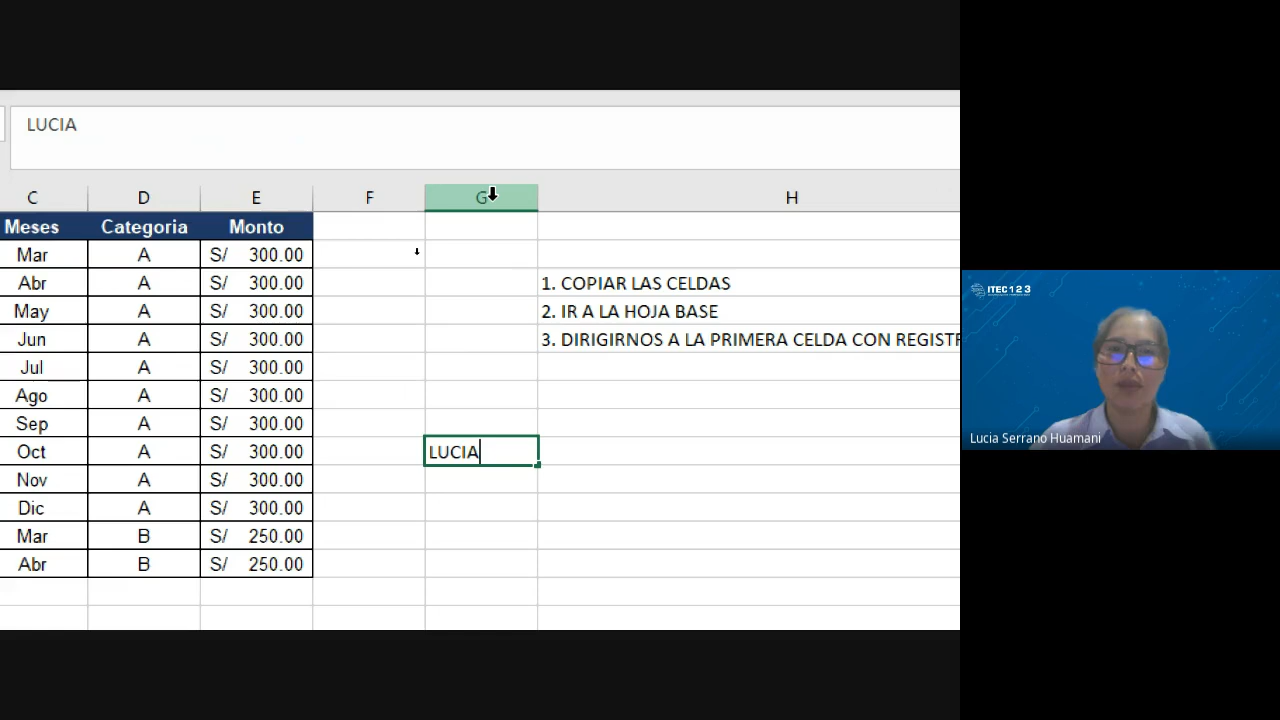 LUCIA
C D E F G H
Meses Categoria Monto
Mar A S/ 300.00
Abr A S/ 300.00 1. COPIAR LAS CELDAS
May A S/ 300.00 2. IR A LA HOJA BASE
Jun A S/ 300.00 3. DIRIGIRNOS A LA PRIMERA CELDA CON REGISTR
Jul A S/ 300.00
Ago A S/ 300.00
Sep A S/ 300.00
Oct A S/ 300.00 LUCIA
Nov A S/ 300.00
Dic A S/ 300.00
Mar B S/ 250.00
Abr B S/ 250.00
ITEC 1 2 3
Lucia Serrano Huamani